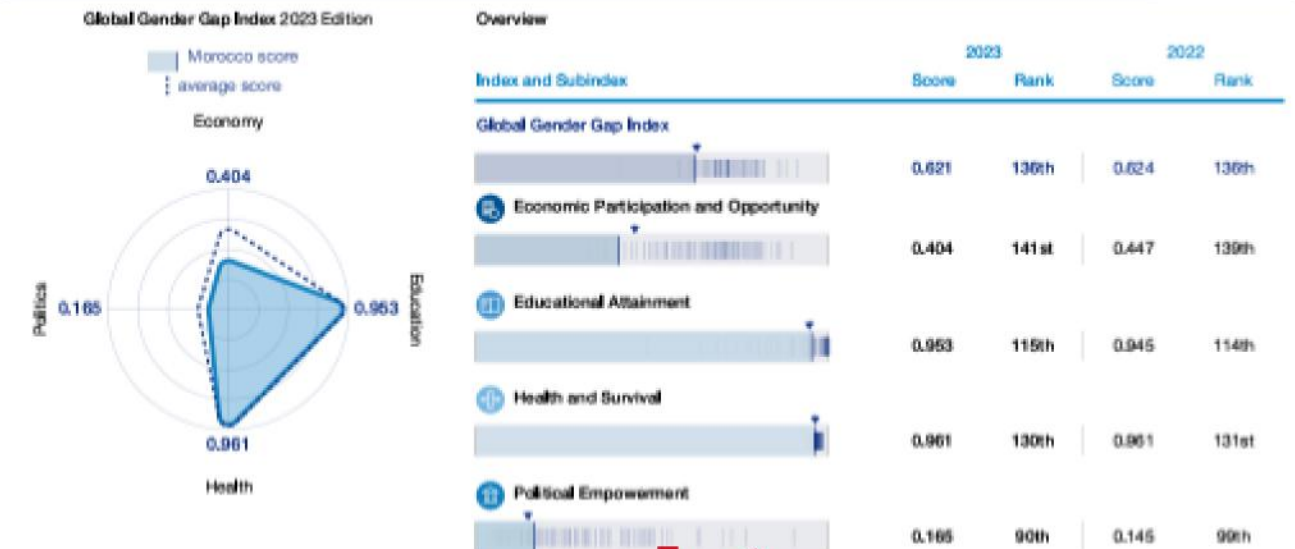 Global Gender Gap Index 2023 Edition
Morocco score
average score
Economy
0.404
Politics
0.165
0.953
Education
0.961
Health
Overview
2023 2022
Index and Subindex Score Rank Score Rank
Global Gender Gap Index
0.621 136th 0.624 136th
Economic Participation and Opportunity
0.404 141st 0.447 139th
Educational Attainment
0.953 115th 0.945 114th
Health and Survival
0.961 130th 0.961 131st
Political Empowerment
0.165 90th 0.145 99th